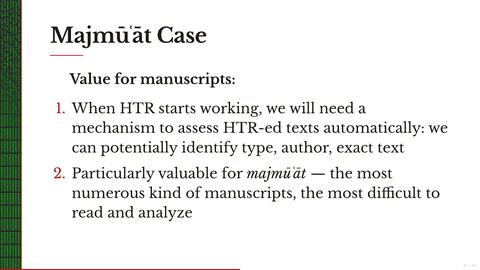 Majmūʿāt Case
Value for manuscripts:
1. When HTR starts working, we will need a
mechanism to assess HTR-ed texts automatically: we
can potentially identify type, author, exact text
2. Particularly valuable for majmūʿāt — the most
numerous kind of manuscripts, the most difficult to
read and analyze